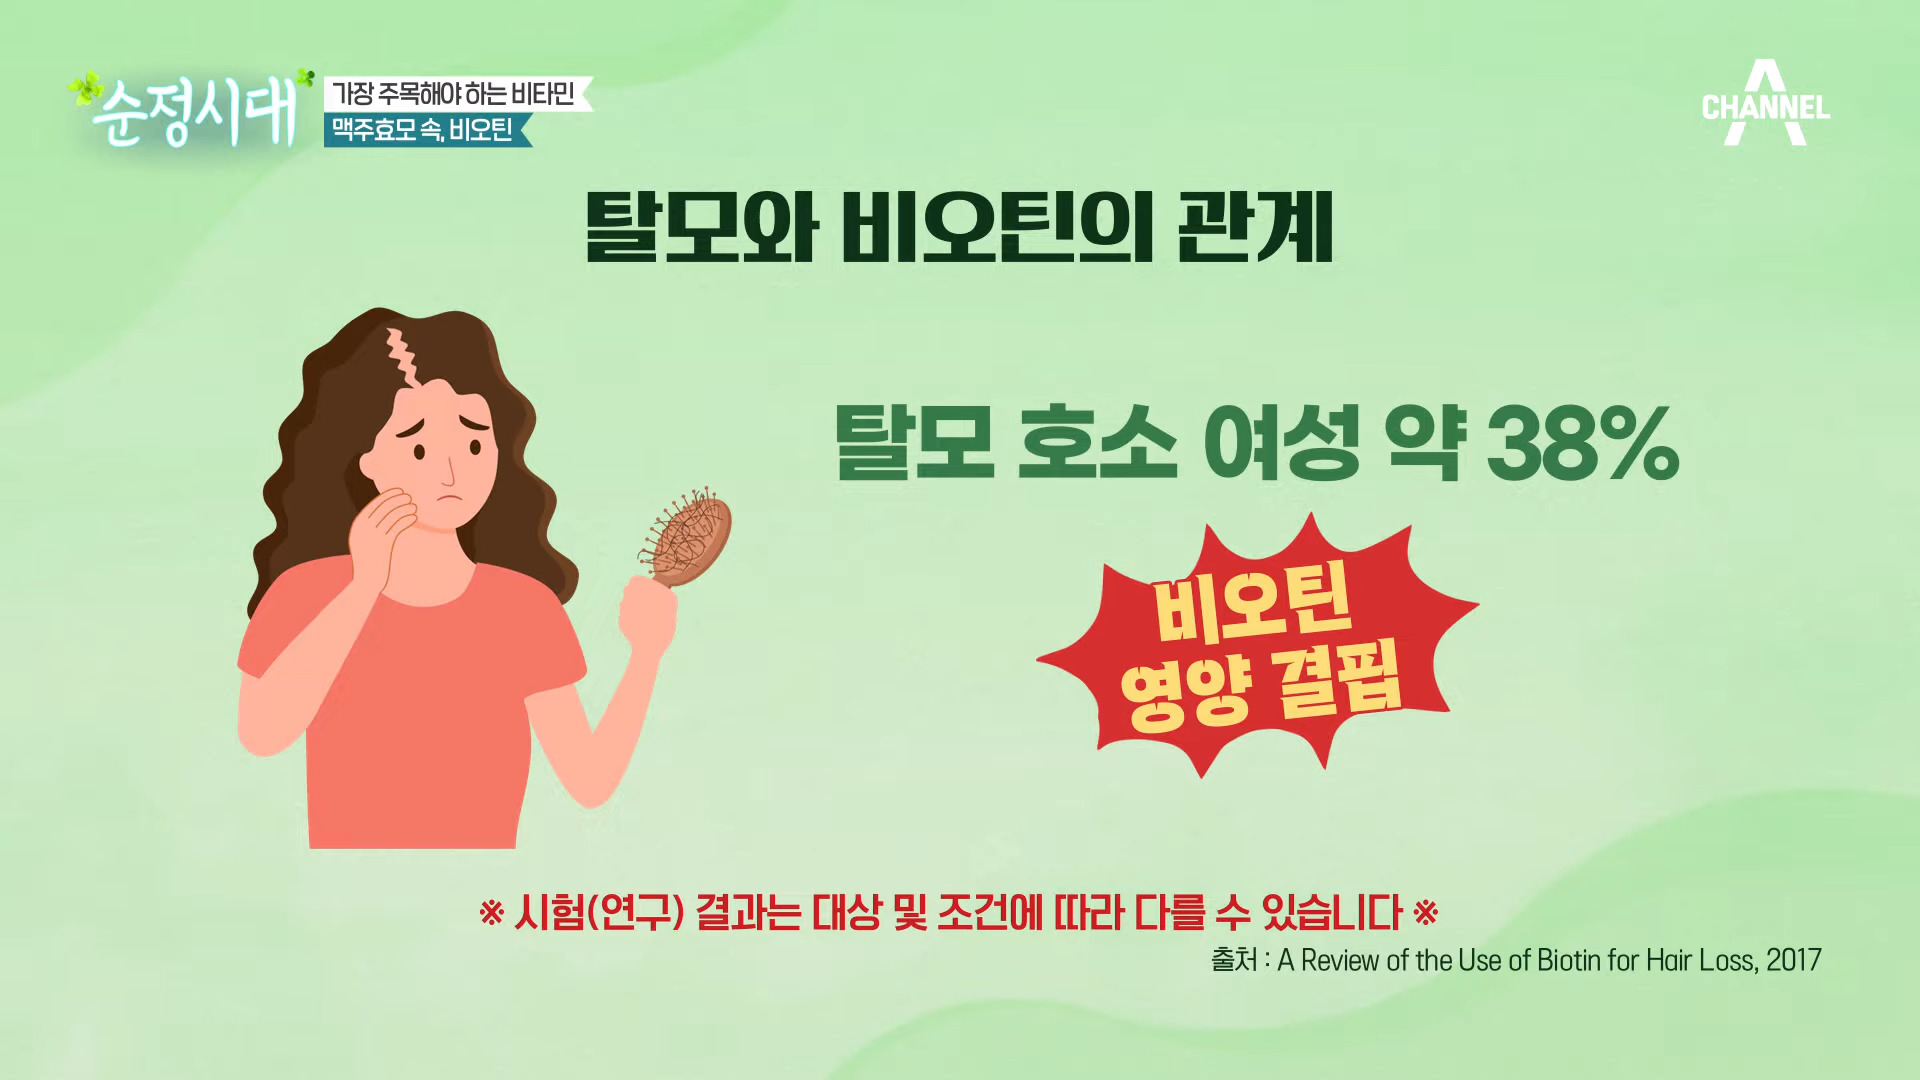 순정시대
가장 주목해야 하는 비타민
맥주효모 속, 비오틴
CHANNEL A
탈모와 비오틴의 관계
탈모 호소 여성 약 38%
비오틴
영양 결핍
※ 시험(연구) 결과는 대상 및 조건에 따라 다를 수 있습니다 ※
출처 : A Review of the Use of Biotin for Hair Loss, 2017